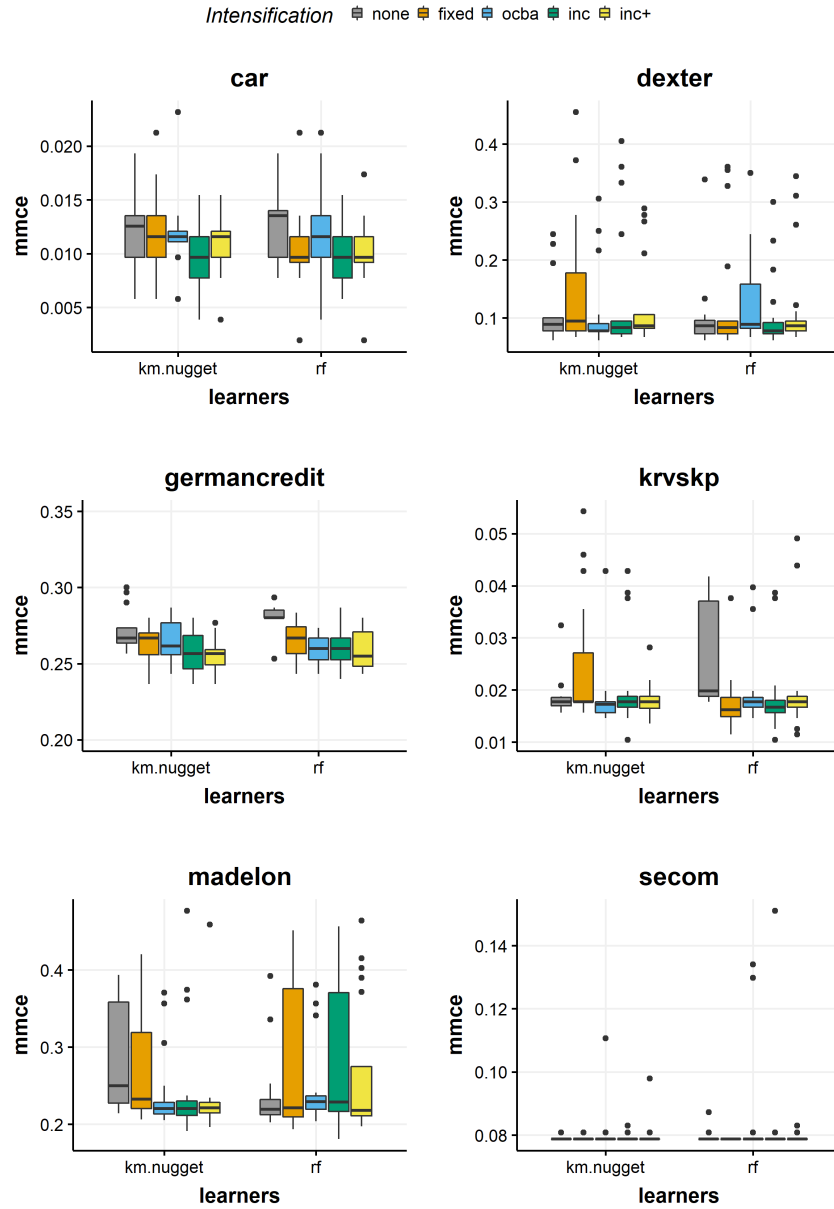 Intensification none fixed ocba inc inc+
car
mmce
0.020
0.015
0.010
0.005
km.nugget rf
learners
dexter
mmce
0.4
0.3
0.2
0.1
km.nugget rf
learners
germancredit
mmce
0.35
0.30
0.25
0.20
km.nugget rf
learners
krvskp
mmce
0.05
0.04
0.03
0.02
0.01
km.nugget rf
learners
madelon
mmce
0.4
0.3
0.2
km.nugget rf
learners
secom
mmce
0.14
0.12
0.10
0.08
km.nugget rf
learners